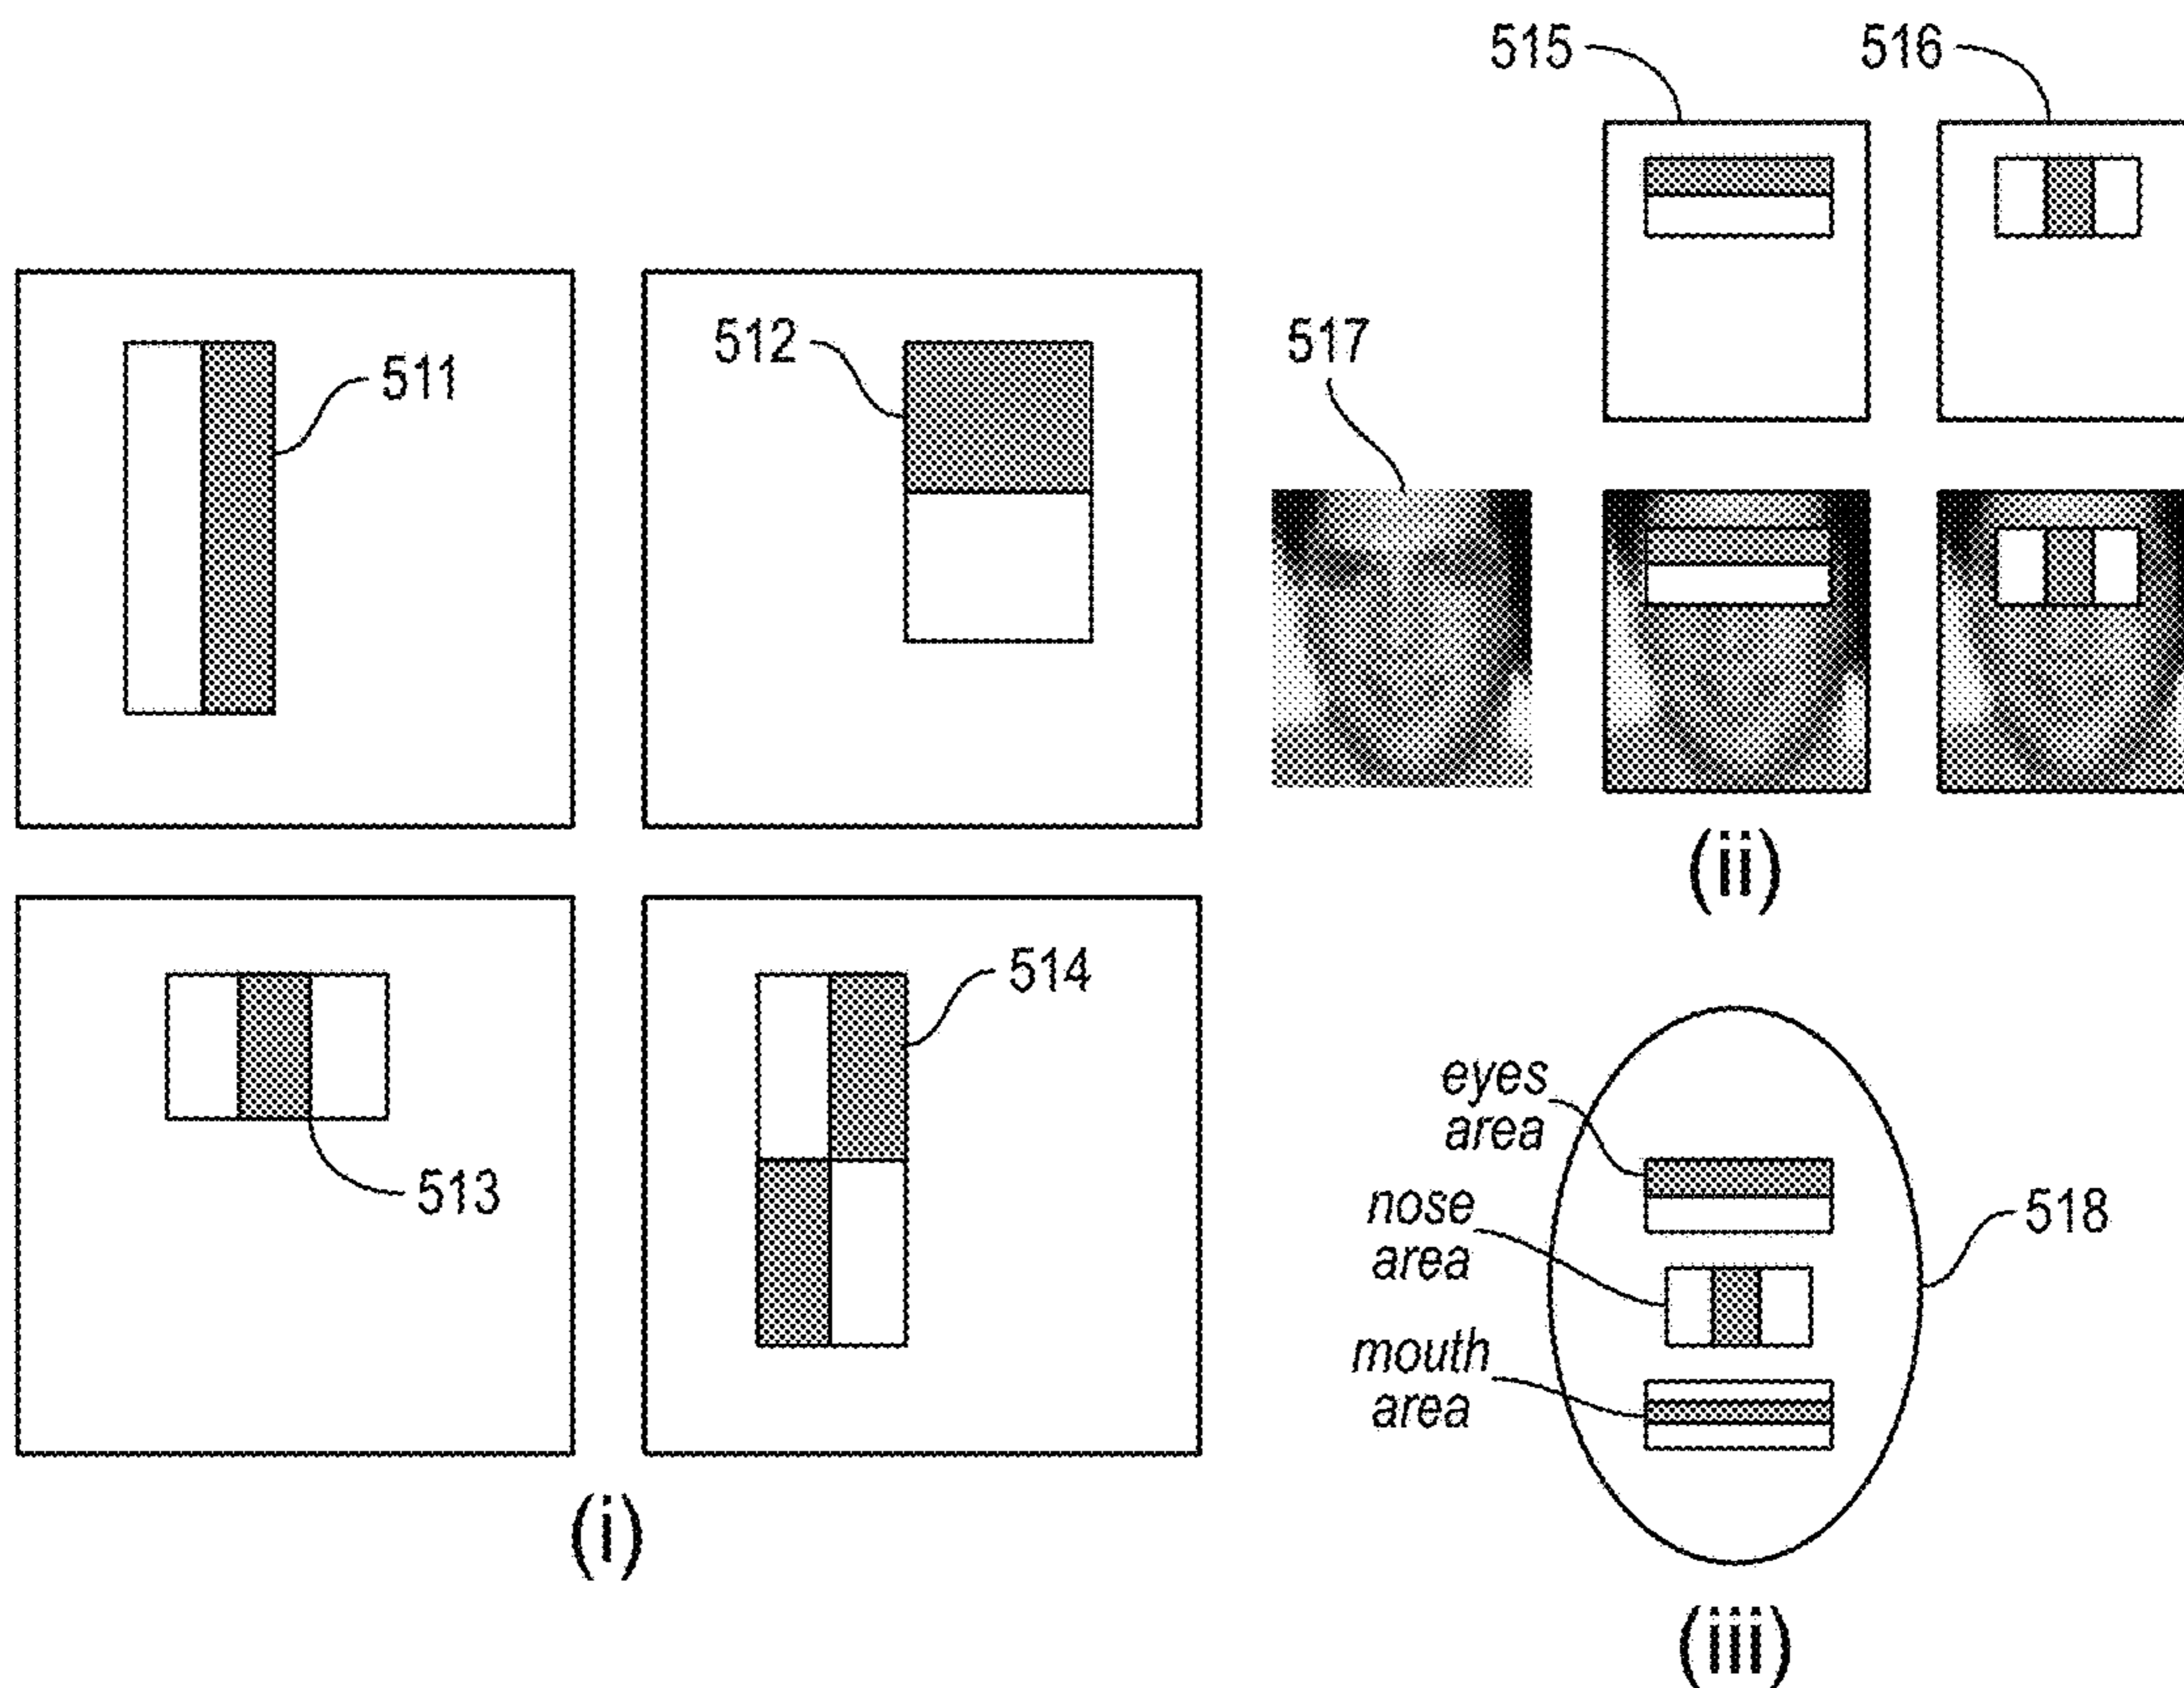 515
516
511
512
517
(ii)
513
514
(i)
eyes
area
nose
area
mouth
area
518
(iii)